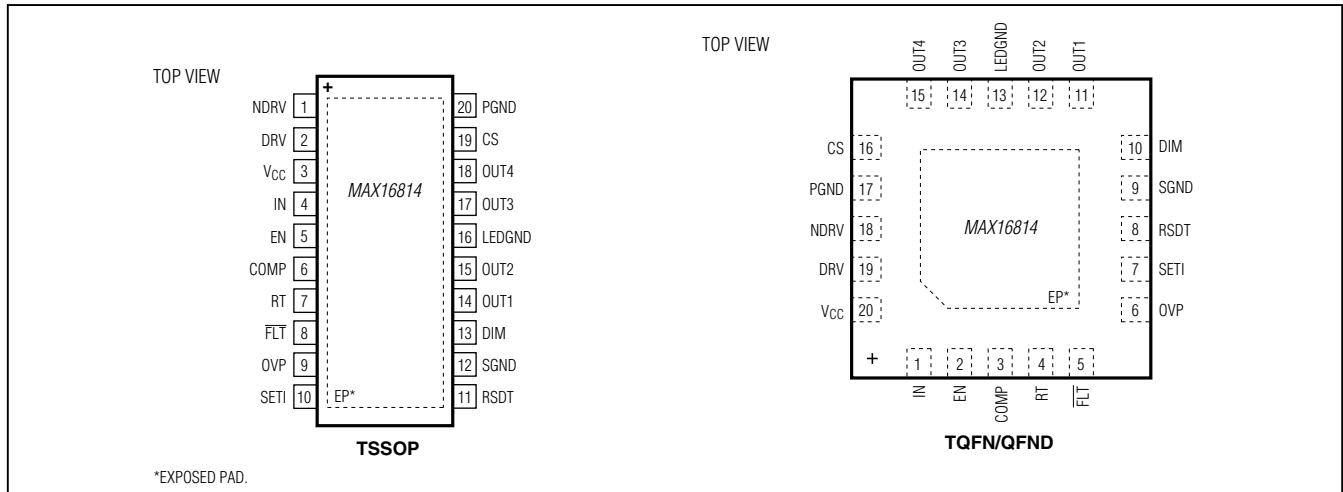 TOP VIEW
+
MAX16814
NDRV 1
DRV 2
VCC 3
IN 4
EN 5
COMP 6
RT 7
FLT 8
OVP 9
SETI 10
EP*
20 PGND
19 CS
18 OUT4
17 OUT3
16 LEDGND
15 OUT2
14 OUT1
13 DIM
12 SGND
11 RSDT
TSSOP
*EXPOSED PAD.
TOP VIEW
OUT4 OUT3 LEDGND OUT2 OUT1
15 14 13 12 11
CS 16
PGND 17
NDRV 18
DRV 19
VCC 20
MAX16814
EP*
10 DIM
9 SGND
8 RSDT
7 SETI
6 OVP
+ 1 2 3 4 5
IN EN COMP RT FLT
TQFN/QFND